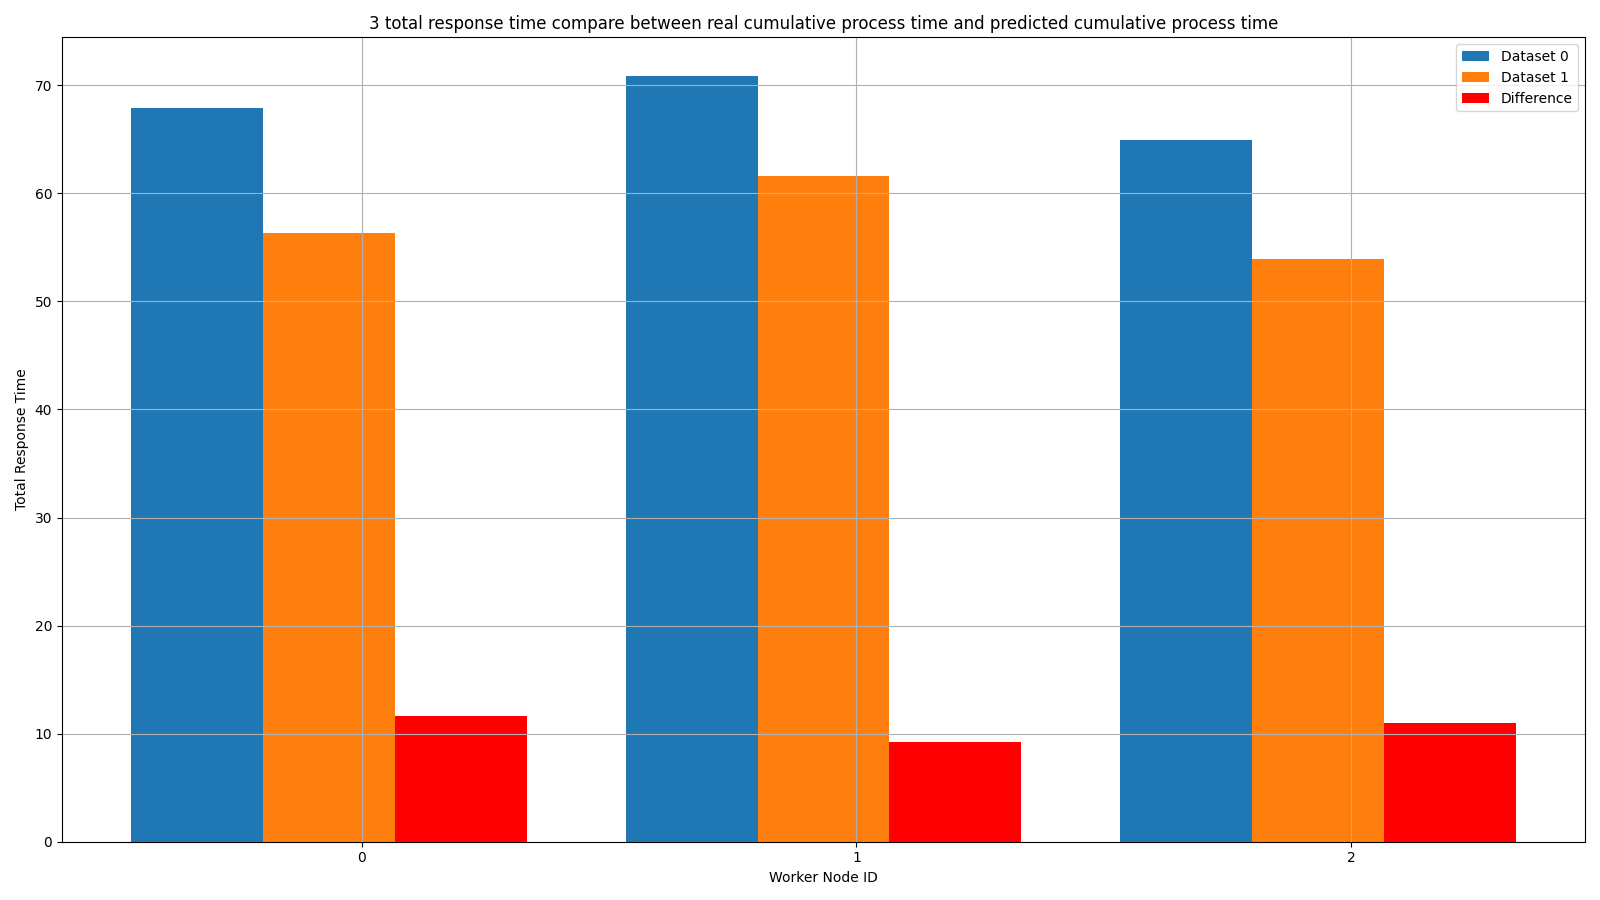 3 total response time compare between real cumulative process time and predicted cumulative process time
Dataset 0
Dataset 1
Difference
Total Response Time
70
60
50
40
30
20
10
0
0 1 2
Worker Node ID